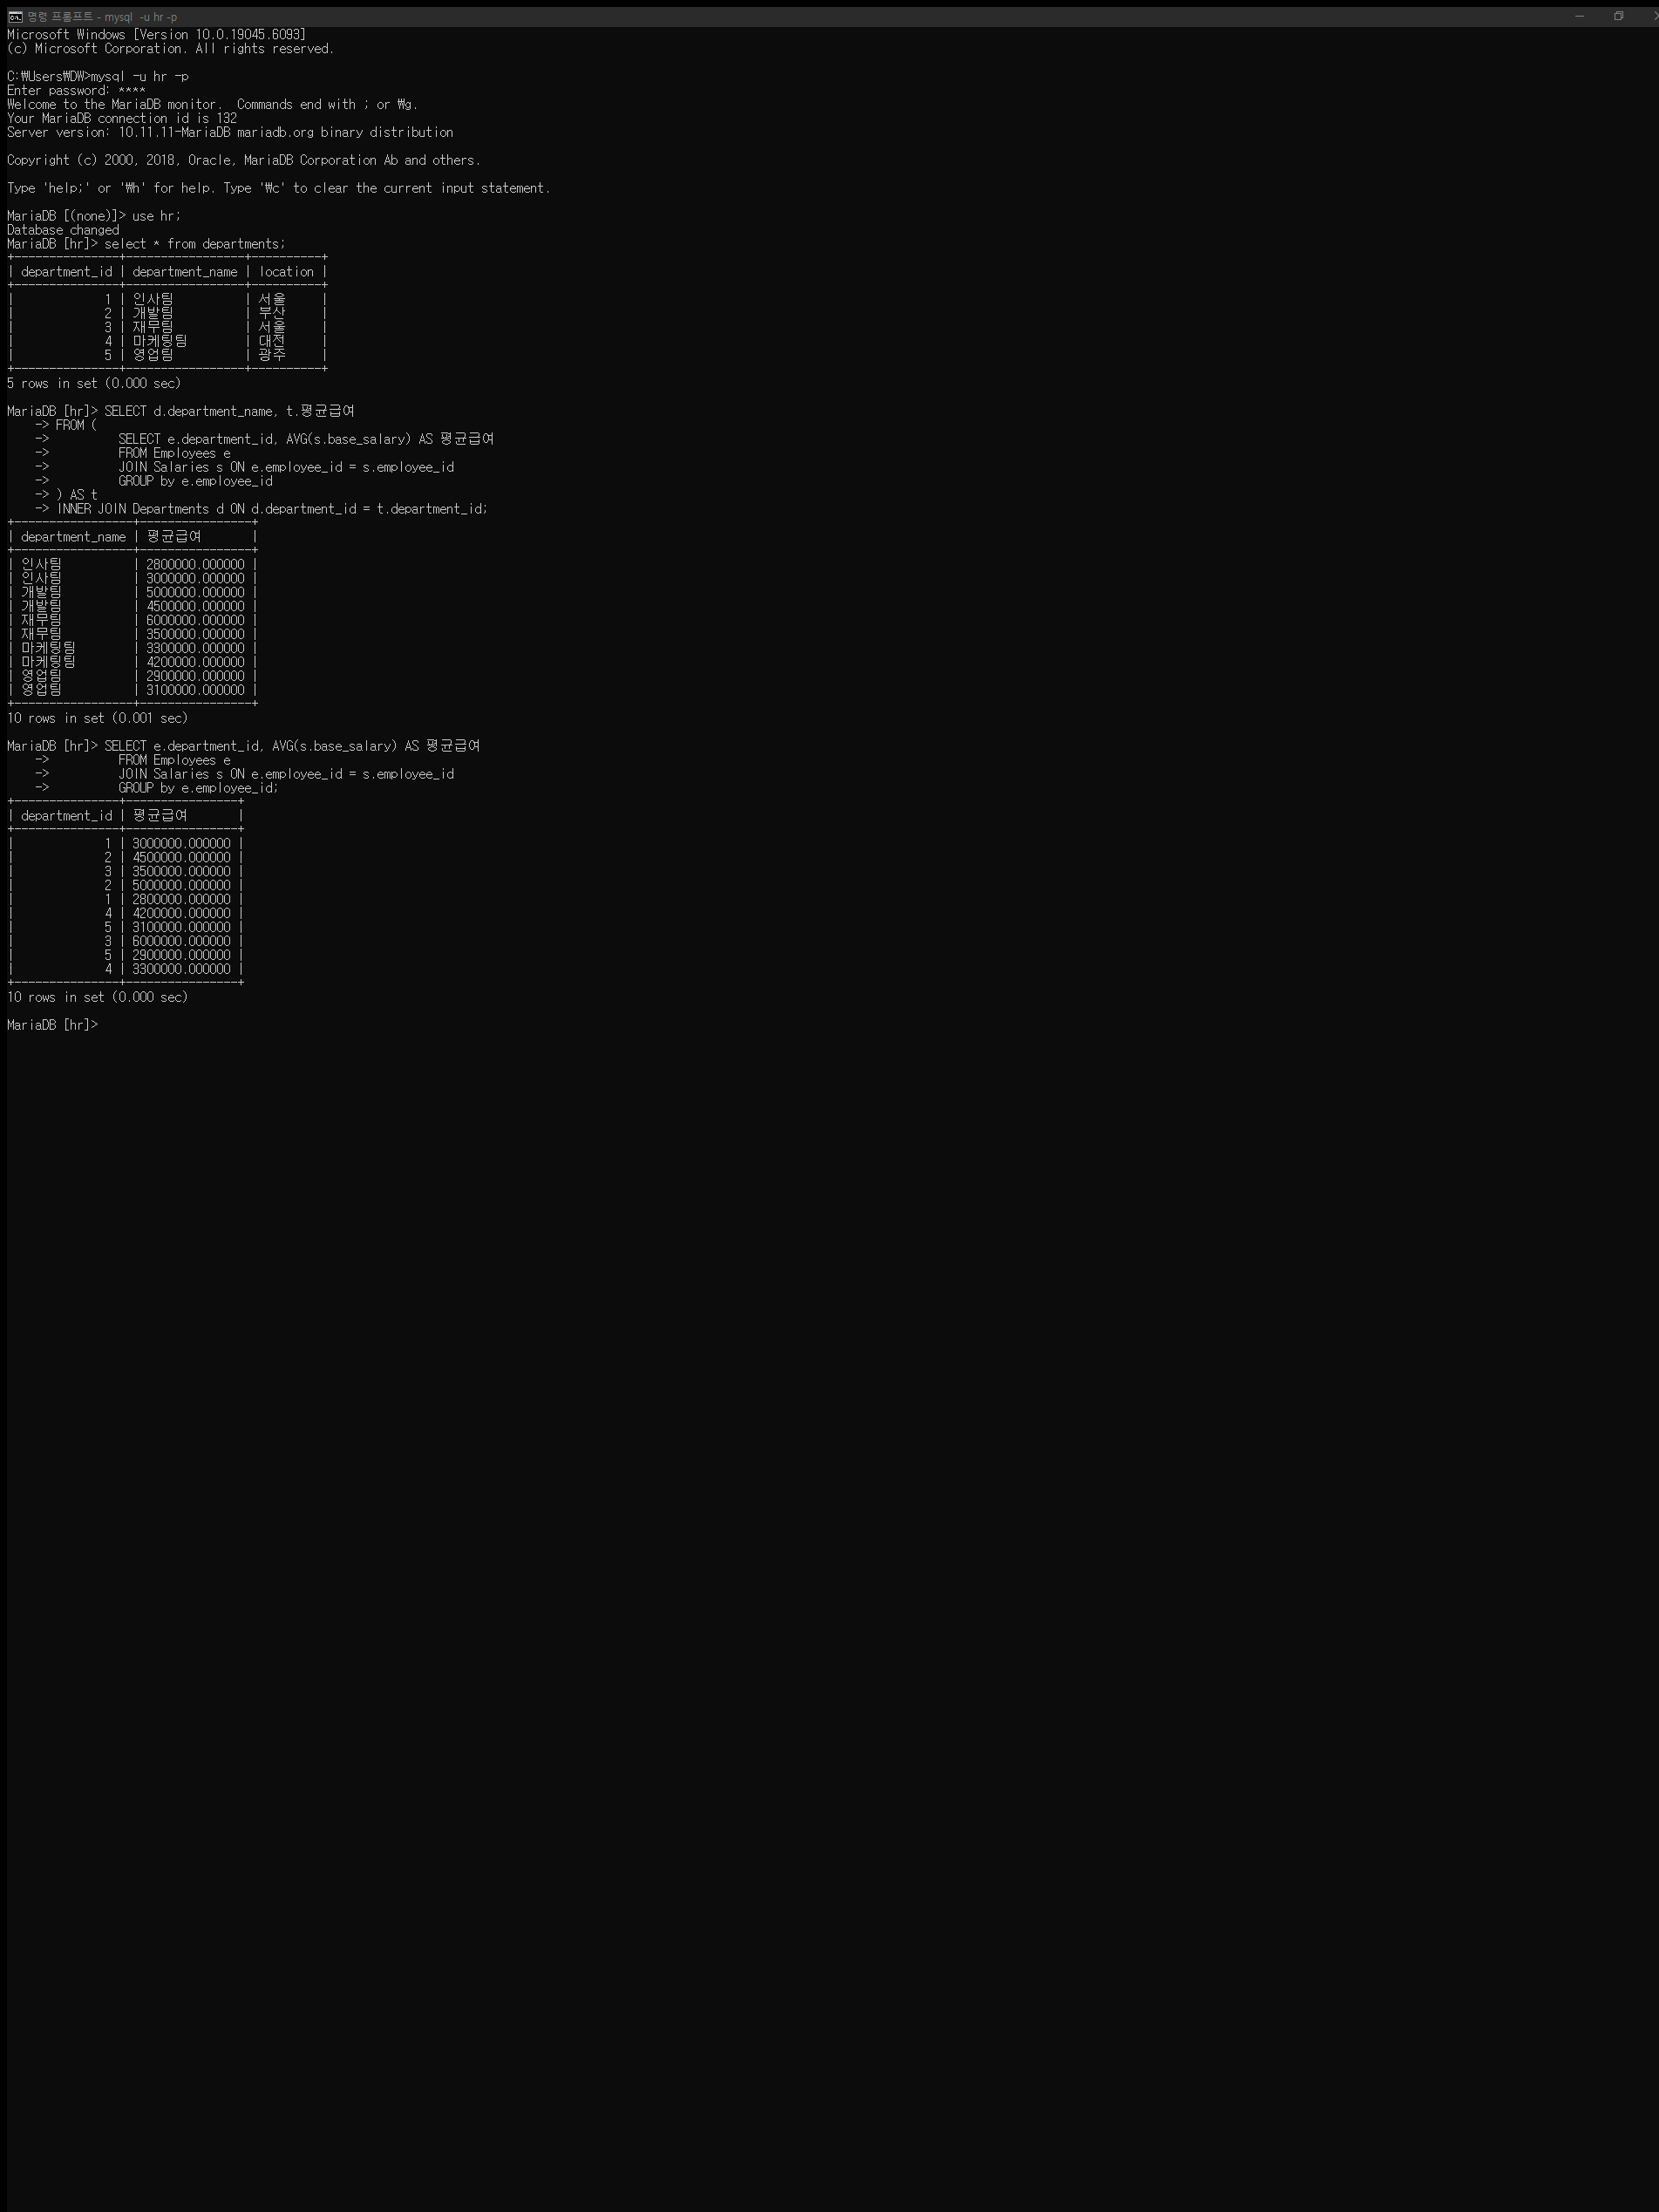 명령 프롬프트 - mysql  -u hr -p
Microsoft Windows [Version 10.0.19045.6093]
(c) Microsoft Corporation. All rights reserved.

C:₩Users₩DW>mysql -u hr -p
Enter password: ****
Welcome to the MariaDB monitor.  Commands end with ; or ₩g.
Your MariaDB connection id is 132
Server version: 10.11.11-MariaDB mariadb.org binary distribution

Copyright (c) 2000, 2018, Oracle, MariaDB Corporation Ab and others.

Type 'help;' or '₩h' for help. Type '₩c' to clear the current input statement.

MariaDB [(none)]> use hr;
Database changed
MariaDB [hr]> select * from departments;
+---------------+-----------------+----------+
| department_id | department_name | location |
+---------------+-----------------+----------+
|             1 | 인사팀          | 서울     |
|             2 | 개발팀          | 부산     |
|             3 | 재무팀          | 서울     |
|             4 | 마케팅팀        | 대전     |
|             5 | 영업팀          | 광주     |
+---------------+-----------------+----------+
5 rows in set (0.000 sec)

MariaDB [hr]> SELECT d.department_name, t.평균급여
    -> FROM (
    ->          SELECT e.department_id, AVG(s.base_salary) AS 평균급여
    ->          FROM Employees e
    ->          JOIN Salaries s ON e.employee_id = s.employee_id
    ->          GROUP by e.employee_id
    -> ) AS t
    -> INNER JOIN Departments d ON d.department_id = t.department_id;
+-----------------+----------------+
| department_name | 평균급여       |
+-----------------+----------------+
| 인사팀          | 2800000.000000 |
| 인사팀          | 3000000.000000 |
| 개발팀          | 5000000.000000 |
| 개발팀          | 4500000.000000 |
| 재무팀          | 6000000.000000 |
| 재무팀          | 3500000.000000 |
| 마케팅팀        | 3300000.000000 |
| 마케팅팀        | 4200000.000000 |
| 영업팀          | 2900000.000000 |
| 영업팀          | 3100000.000000 |
+-----------------+----------------+
10 rows in set (0.001 sec)

MariaDB [hr]> SELECT e.department_id, AVG(s.base_salary) AS 평균급여
    ->          FROM Employees e
    ->          JOIN Salaries s ON e.employee_id = s.employee_id
    ->          GROUP by e.employee_id;
+---------------+----------------+
| department_id | 평균급여       |
+---------------+----------------+
|             1 | 3000000.000000 |
|             2 | 4500000.000000 |
|             3 | 3500000.000000 |
|             2 | 5000000.000000 |
|             1 | 2800000.000000 |
|             4 | 4200000.000000 |
|             5 | 3100000.000000 |
|             3 | 6000000.000000 |
|             5 | 2900000.000000 |
|             4 | 3300000.000000 |
+---------------+----------------+
10 rows in set (0.000 sec)

MariaDB [hr]>